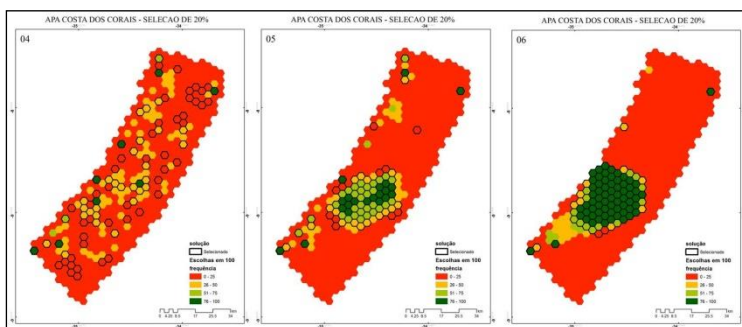 APA COSTA DOS CORAIS - SELECAO DE 20%
04
solução
Selecionada
Escolhas em 100
frequência
0 - 25
26 - 50
51 - 75
76 - 100
APA COSTA DOS CORAIS - SELECAO DE 20%
05
solução
Selecionada
Escolhas em 100
frequência
0 - 25
26 - 50
51 - 75
76 - 100
APA COSTA DOS CORAIS - SELECAO DE 20%
06
solução
Selecionada
Escolhas em 100
frequência
0 - 25
26 - 50
51 - 75
76 - 100